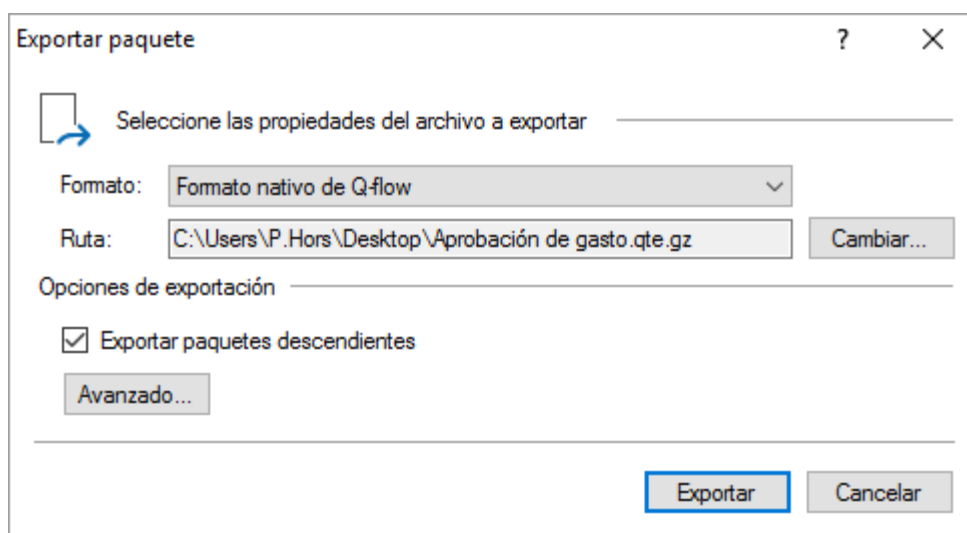 Exportar paquete ?
Seleccione las propiedades del archivo a exportar
Formato: Formato nativo de Q-flow
Ruta: C:\Users\P.Hors\Desktop\Aprobación de gasto.qte.gz Cambiar...
Opciones de exportación
Exportar paquetes descendientes
Avanzado...
Exportar Cancelar